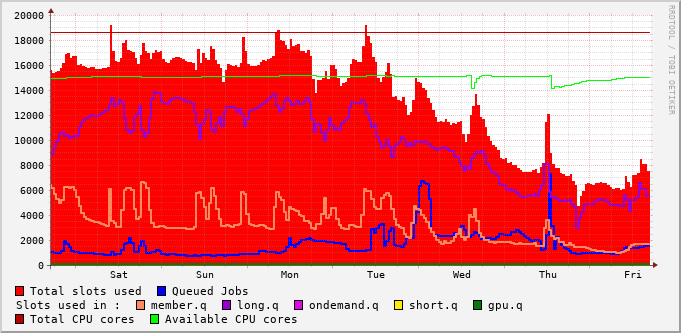 20000
18000
16000
14000
12000
10000
8000
6000
4000
2000
0
Sat Sun Mon Tue Wed Thu Fri
RRDTOOL / TOBI OETIKER
Total slots used Queued Jobs
Slots used in : member.q long.q ondemand.q short.q gpu.q
Total CPU cores Available CPU cores